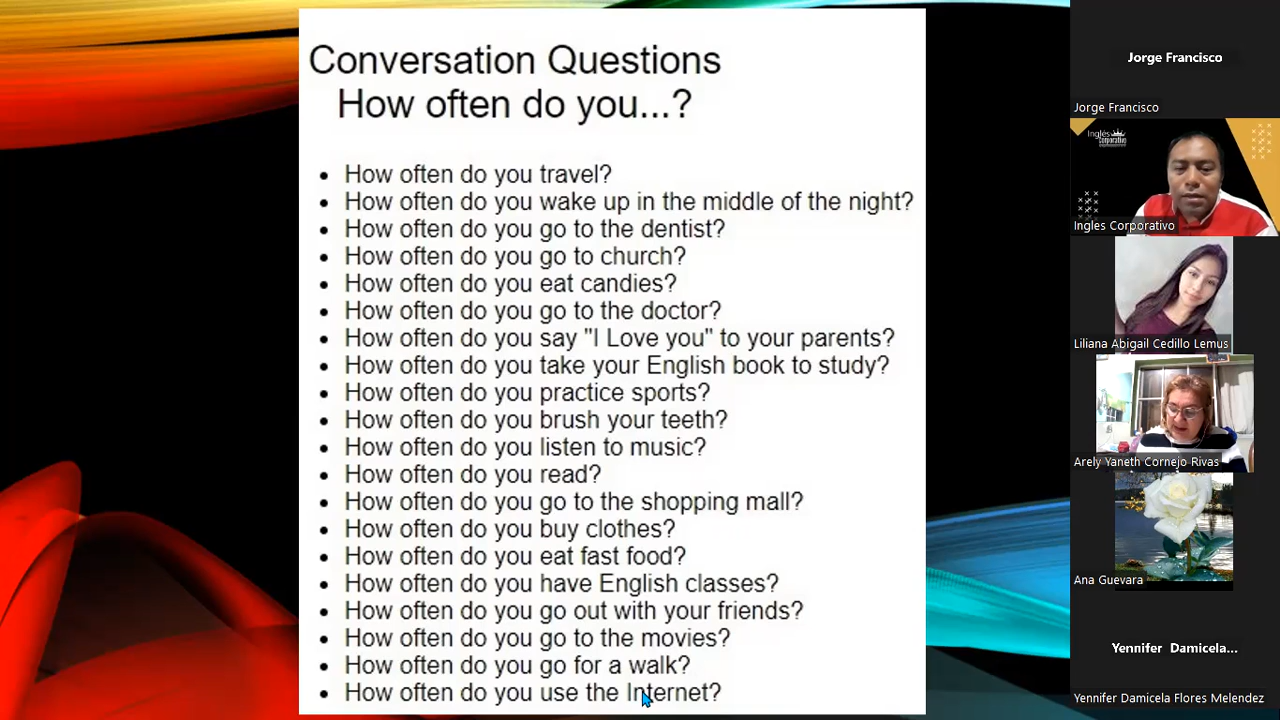 Conversation Questions
How often do you...?
How often do you travel?
How often do you wake up in the middle of the night?
How often do you go to the dentist?
How often do you go to church?
How often do you eat candies?
How often do you go to the doctor?
How often do you say "I Love you" to your parents?
How often do you take your English book to study?
How often do you practice sports?
How often do you brush your teeth?
How often do you listen to music?
How often do you read?
How often do you go to the shopping mall?
How often do you buy clothes?
How often do you eat fast food?
How often do you have English classes?
How often do you go out with your friends?
How often do you go to the movies?
How often do you go for a walk?
How often do you use the Internet?
Jorge Francisco
Jorge Francisco
Inglés
Corporativo
Ingles Corporativo
Liliana Abigail Cedillo Lemus
Arely Yaneth Cornejo Rivas
Ana Guevara
Yennifer Damicela...
Yennifer Damicela Flores Melendez